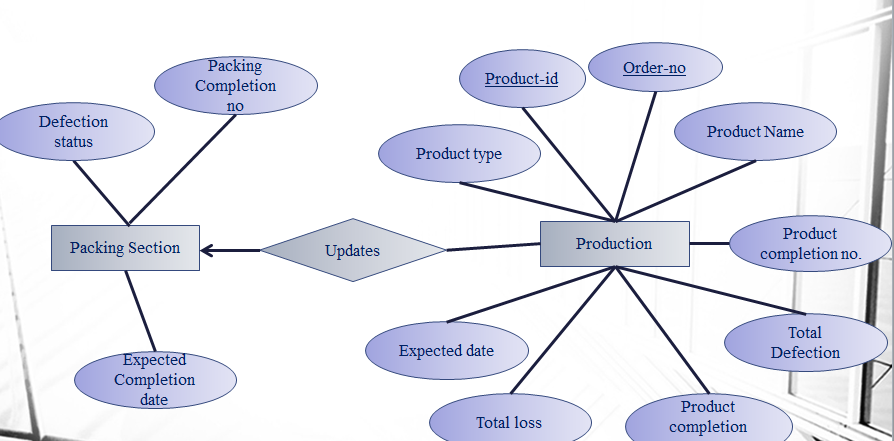 Packing
Completion
no
Product-id
Order-no
Defection
status
Product Name
Product type
Packing Section
Updates
Production
Product
completion no.
Expected date
Total
Defection
Expected
Completion
date
Total loss
Product
completion